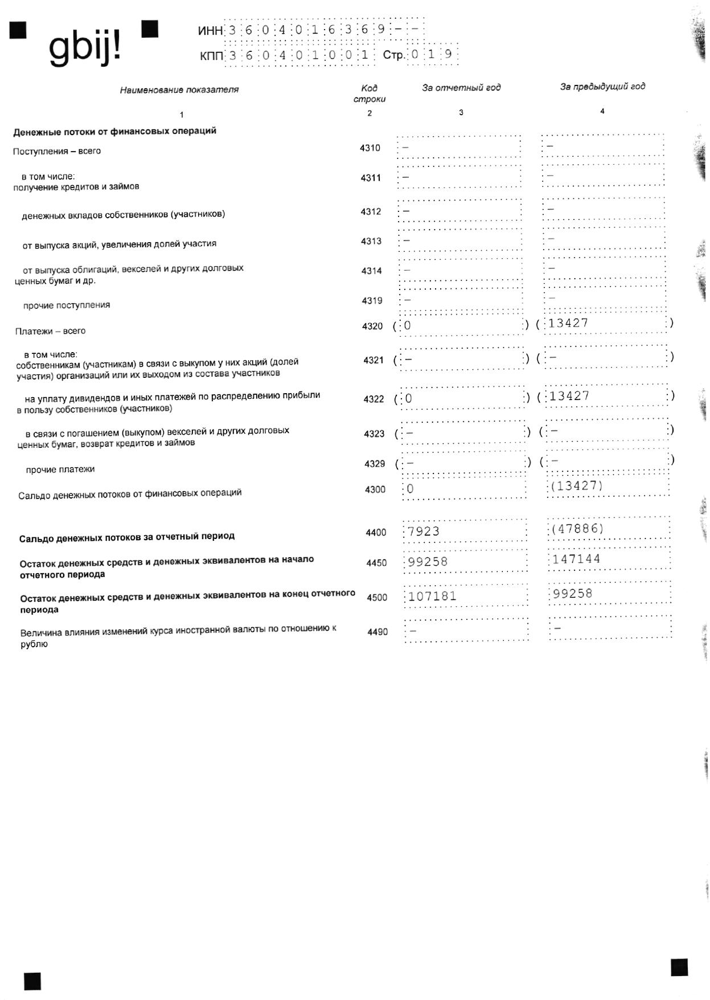 gbij!
ИНН 3604016369--
КПП 360401001 Стр. 019
Наименование показателя Код строки За отчетный год За предыдущий год
1 2 3 4
Денежные потоки от финансовых операций
Поступления – всего 4310 – –
в том числе:
получение кредитов и займов 4311 – –
денежных вкладов собственников (участников) 4312 – –
от выпуска акций, увеличения долей участия 4313 – –
от выпуска облигаций, векселей и других долговых
ценных бумаг и др. 4314 – –
прочие поступления 4319 – –
Платежи – всего 4320 (0) (13427)
в том числе:
собственникам (участникам) в связи с выкупом у них акций (долей
участия) организаций или их выходом из состава участников 4321 (–) (–)
на уплату дивидендов и иных платежей по распределению прибыли
в пользу собственников (участников) 4322 (0) (13427)
в связи с погашением (выкупом) векселей и других долговых
ценных бумаг, возврат кредитов и займов 4323 (–) (–)
прочие платежи 4329 (–) (–)
Сальдо денежных потоков от финансовых операций 4300 0 (13427)
Сальдо денежных потоков за отчетный период 4400 7923 (47886)
Остаток денежных средств и денежных эквивалентов на начало
отчетного периода 4450 99258 147144
Остаток денежных средств и денежных эквивалентов на конец отчетного
периода 4500 107181 99258
Величина влияния изменений курса иностранной валюты по отношению к
рублю 4490 – –